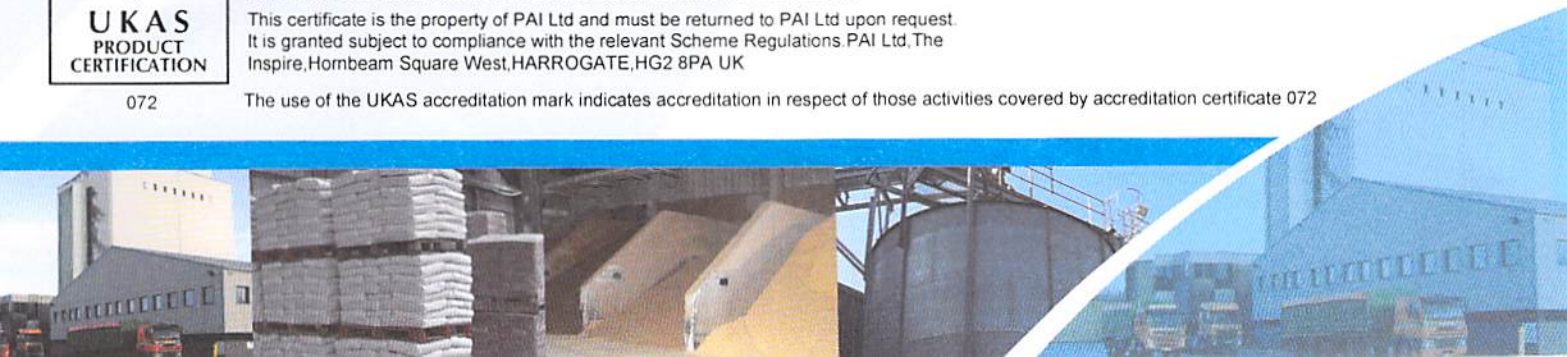 UKAS
PRODUCT
CERTIFICATION
072
This certificate is the property of PAI Ltd and must be returned to PAI Ltd upon request.
It is granted subject to compliance with the relevant Scheme Regulations.PAI Ltd,The
Inspire,Hornbeam Square West,HARROGATE,HG2 8PA UK
The use of the UKAS accreditation mark indicates accreditation in respect of those activities covered by accreditation certificate 072